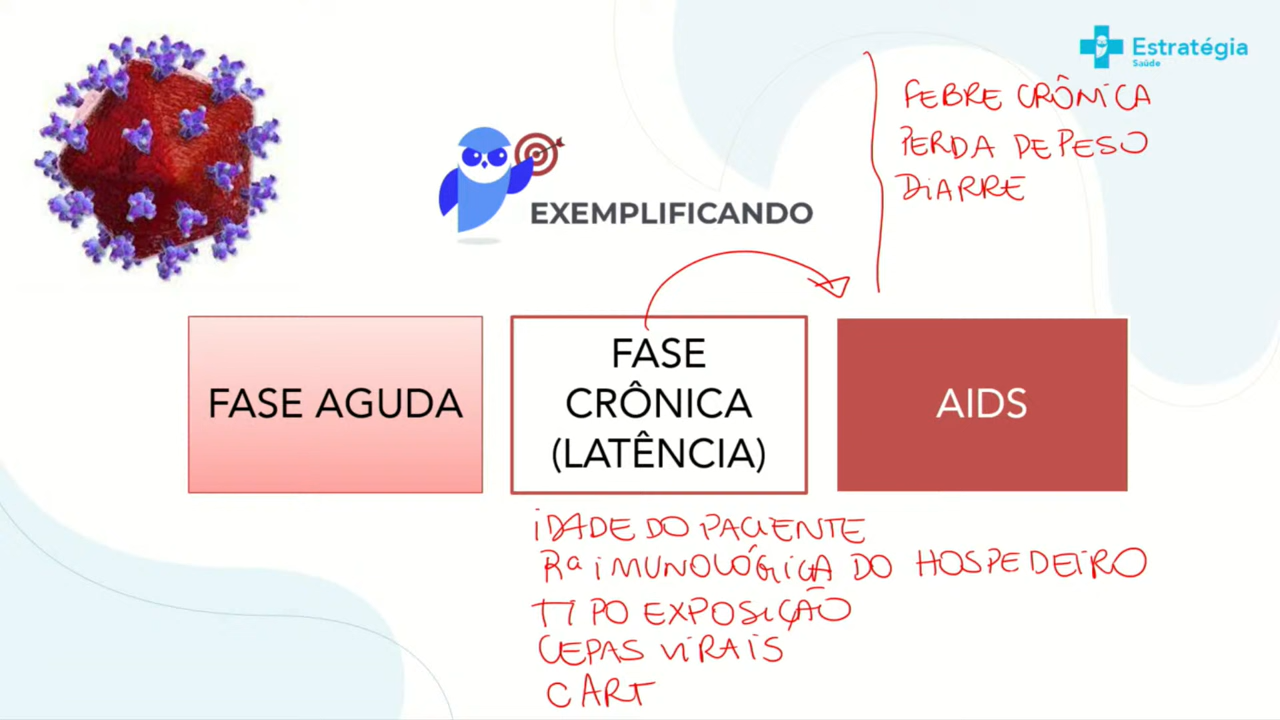 Estratégia
Saúde
FEBRE CRÔNICA
PERDA DE PESO
DIARRE
EXEMPLIFICANDO
FASE AGUDA
FASE
CRÔNICA
(LATÊNCIA)
AIDS
IDADE DO PACIENTE
Rª IMUNOLÓGICA DO HOSPEDEIRO
TIPO EXPOSIÇÃO
CEPAS VIRAIS
CART